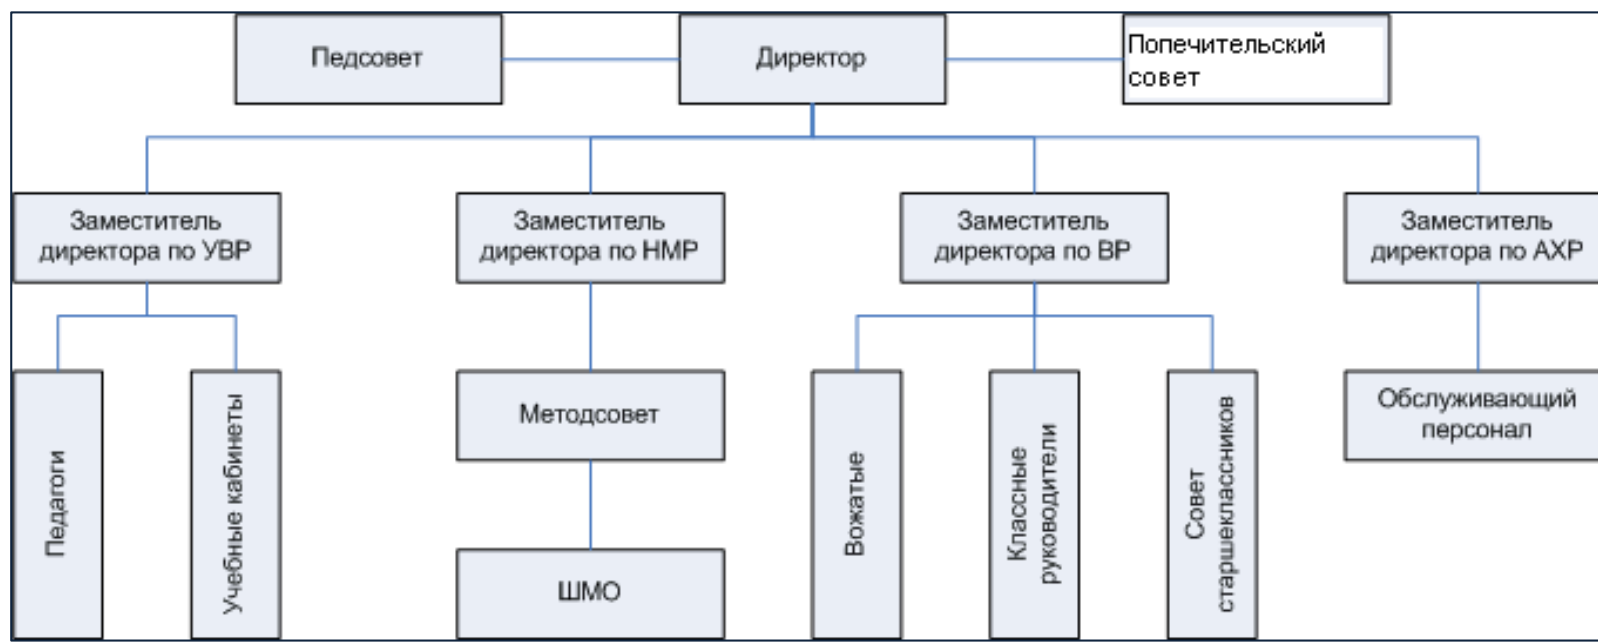 Педсовет
Директор
Попечительский
совет
Заместитель
директора по УВР
Заместитель
директора по НМР
Заместитель
директора по ВР
Заместитель
директора по АХР
Педагоги
Учебные кабинеты
Методсовет
ШМО
Вожатые
Классные
руководители
Совет
старшеклассников
Обслуживающий
персонал